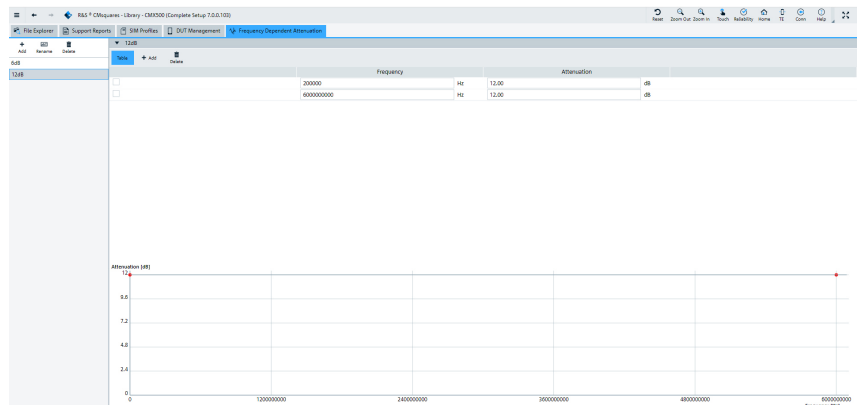 R&S ® CMsquares - Library - CMX500 (Complete Setup 7.0.0.103)
Reset Zoom Out Zoom In Touch Reliability Home TE Conn Help
File Explorer Support Reports SIM Profiles DUT Management Frequency Dependent Attenuation
Add Rename Delete
6dB
12dB
12dB
Table + Add Delete
Frequency Attenuation
200000 Hz 12.00 dB
6000000000 Hz 12.00 dB
Attenuation [dB]
12
9.6
7.2
4.8
2.4
0
0 1200000000 2400000000 3600000000 4800000000 6000000000